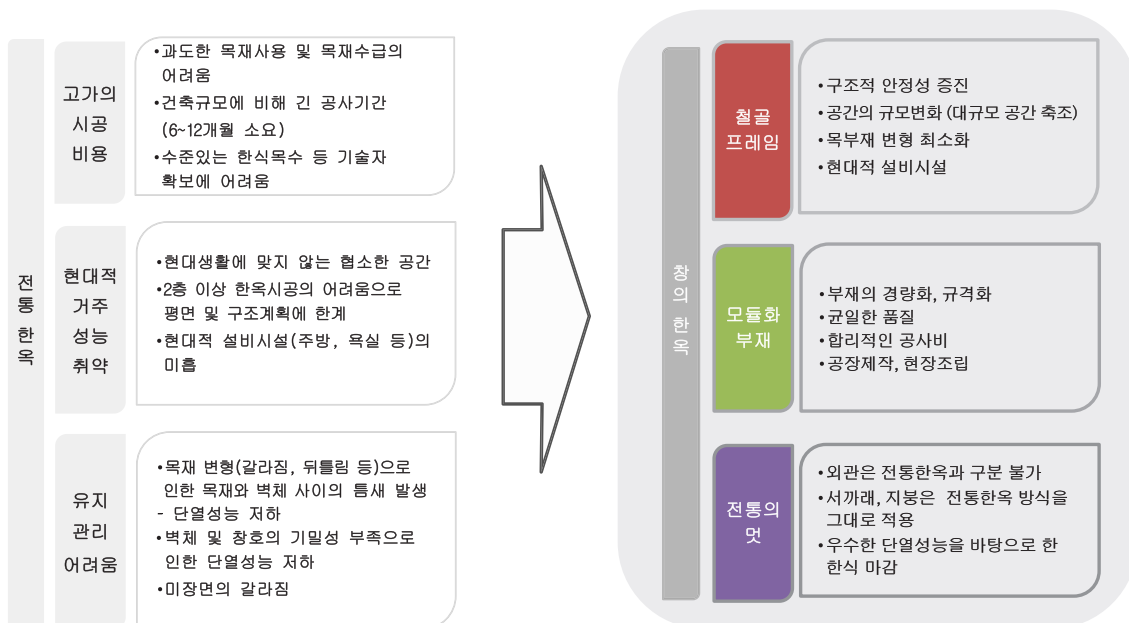 전
통
한
옥
고가의
시공
비용
•과도한 목재사용 및 목재수급의
어려움
•건축규모에 비해 긴 공사기간
(6~12개월 소요)
•수준있는 한식목수 등 기술자
확보에 어려움
현대적
거주
성능
취약
•현대생활에 맞지 않는 협소한 공간
•2층 이상 한옥시공의 어려움으로
평면 및 구조계획에 한계
•현대적 설비시설(주방, 욕실 등)의
미흡
유지
관리
어려움
•목재 변형(갈라짐, 뒤틀림 등)으로
인한 목재와 벽체 사이의 틈새 발생
- 단열성능 저하
•벽체 및 창호의 기밀성 부족으로
인한 단열성능 저하
•미장면의 갈라짐
창
의
한
옥
철골
프레임
•구조적 안정성 증진
•공간의 규모변화 (대규모 공간 축조)
•목부재 변형 최소화
•현대적 설비시설
모듈화
부재
•부재의 경량화, 규격화
•균일한 품질
•합리적인 공사비
•공장제작, 현장조립
전통의
멋
•외관은 전통한옥과 구분 불가
•서까래, 지붕은 전통한옥 방식을
그대로 적용
•우수한 단열성능을 바탕으로 한
한식 마감